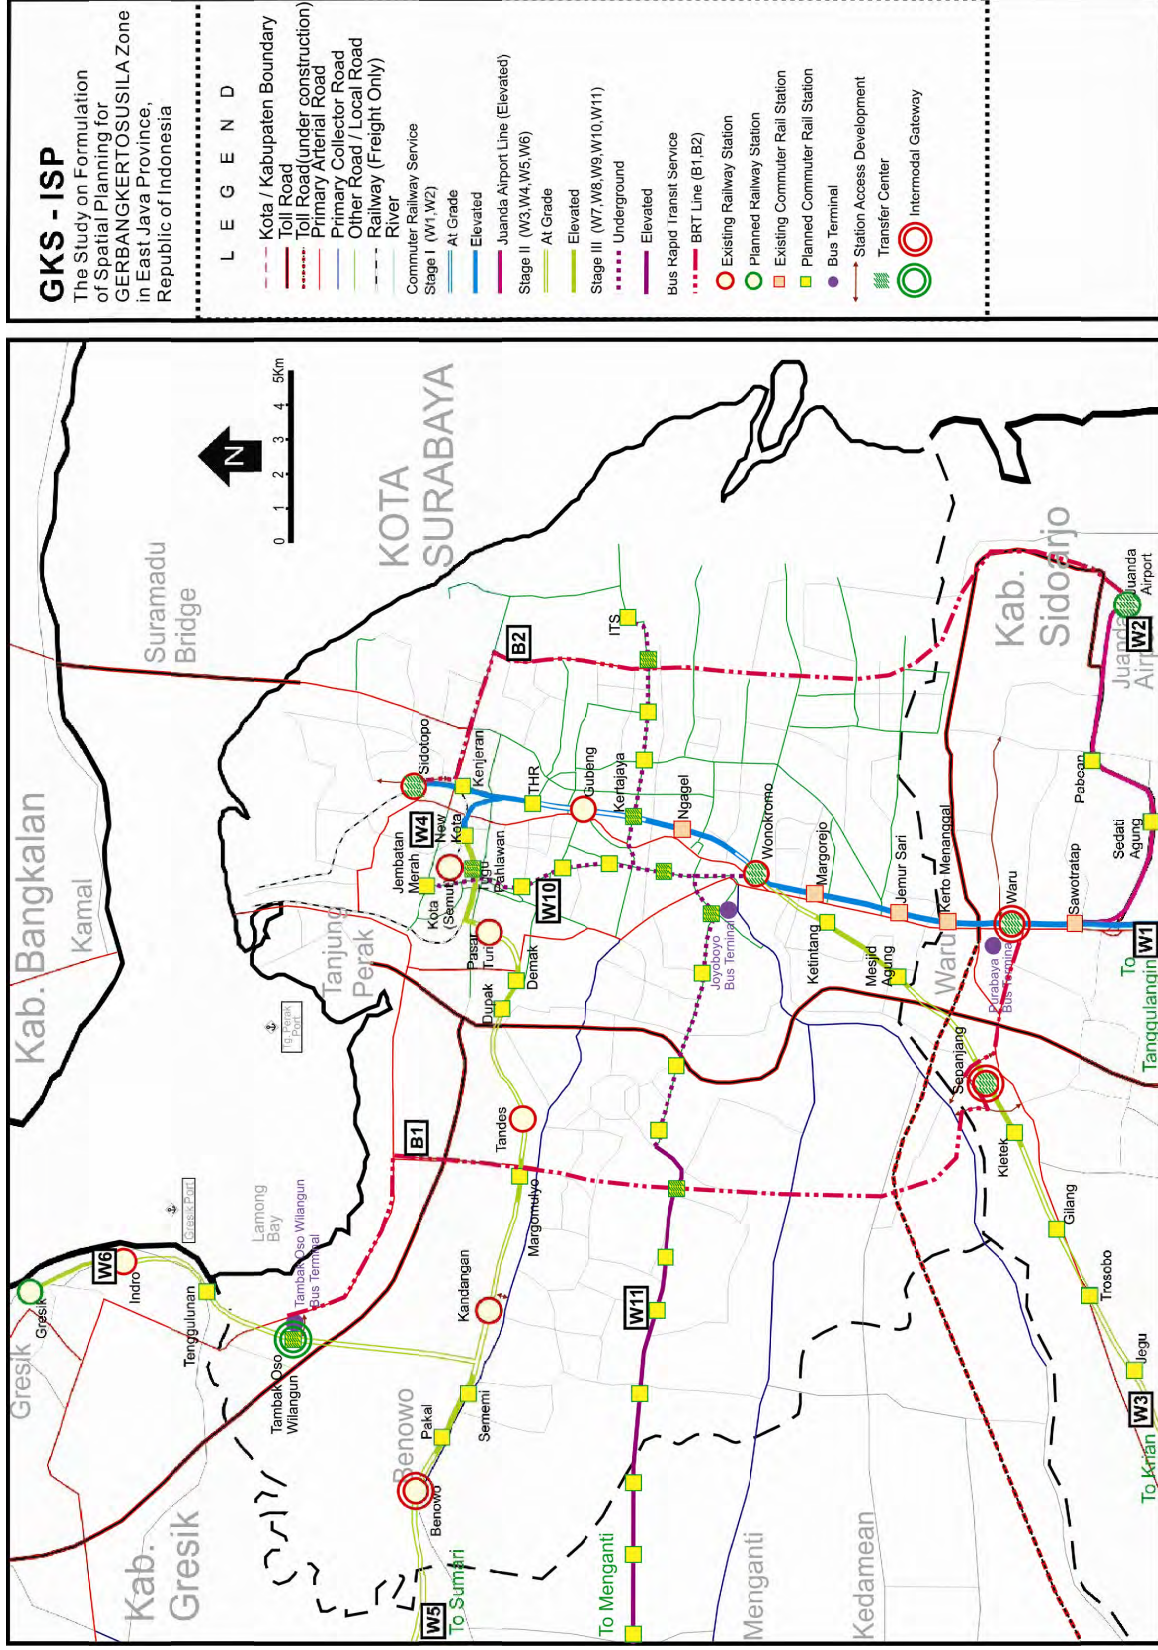 GKS - ISP
The Study on Formulation
of Spatial Planning for
GERBANGKERTOSUSILA Zone
in East Java Province,
Republic of Indonesia
L E G E N D
Kota / Kabupaten Boundary
Toll Road
Toll Road(under construction)
Primary Arterial Road
Primary Collector Road
Other Road / Local Road
Railway (Freight Only)
River
Commuter Railway Service
Stage I (W1,W2)
At Grade
Elevated
Juanda Airport Line (Elevated)
Stage II (W3,W4,W5,W6)
At Grade
Elevated
Stage III (W7,W8,W9,W10,W11)
Underground
Elevated
Bus Rapid Transit Service
BRT Line (B1,B2)
Existing Railway Station
Planned Railway Station
Existing Commuter Rail Station
Planned Commuter Rail Station
Bus Terminal
Station Access Development
Transfer Center
Intermodal Gateway
Kab. Bangkalan
Kamal
Suramadu
Bridge
N
0 1 2 3 4 5Km
KOTA
SURABAYA
Gresik
Gresik
W6
Indro
Gresik Port
Lamong
Bay
Tenggulunan
Tambak Oso Wilangun
Bus Terminal
Tambak Oso
Wilangun
Kab.
Gresik
Tg. Perak
Port
Tanjung
Perak
B1
Sidotopo
Kenjeran
W4
New
Kota
Jembatan
Merah
Kota
(Semut)
Tugu
Pahlawan
Pasar
Turi
Dupak
Demak
THR
B2
W10
Gubeng
Kertajaya
ITS
Ngagel
Tandes
Margomulyo
Kandangan
Benowo
Pakal
Sememi
Benowo
W5
To Sumari
W11
To Menganti
Menganti
Kedamean
Wonokromo
Joyoboyo
Bus Terninal
Margorejo
Ketintang
Jemur Sari
Mesjid
Agung
Kerto Menanggal
Waru
Waru
Purabaya
Bus Terminal
Sepanjang
Kab.
Sidoarjo
Sawotratap
Sedati
Agung
Pabean
Juanda
Airport
Juanda
Airp
W2
W1
To
Tanggulangin
Kletek
Gilang
Trosobo
Jegu
W3
To Krian